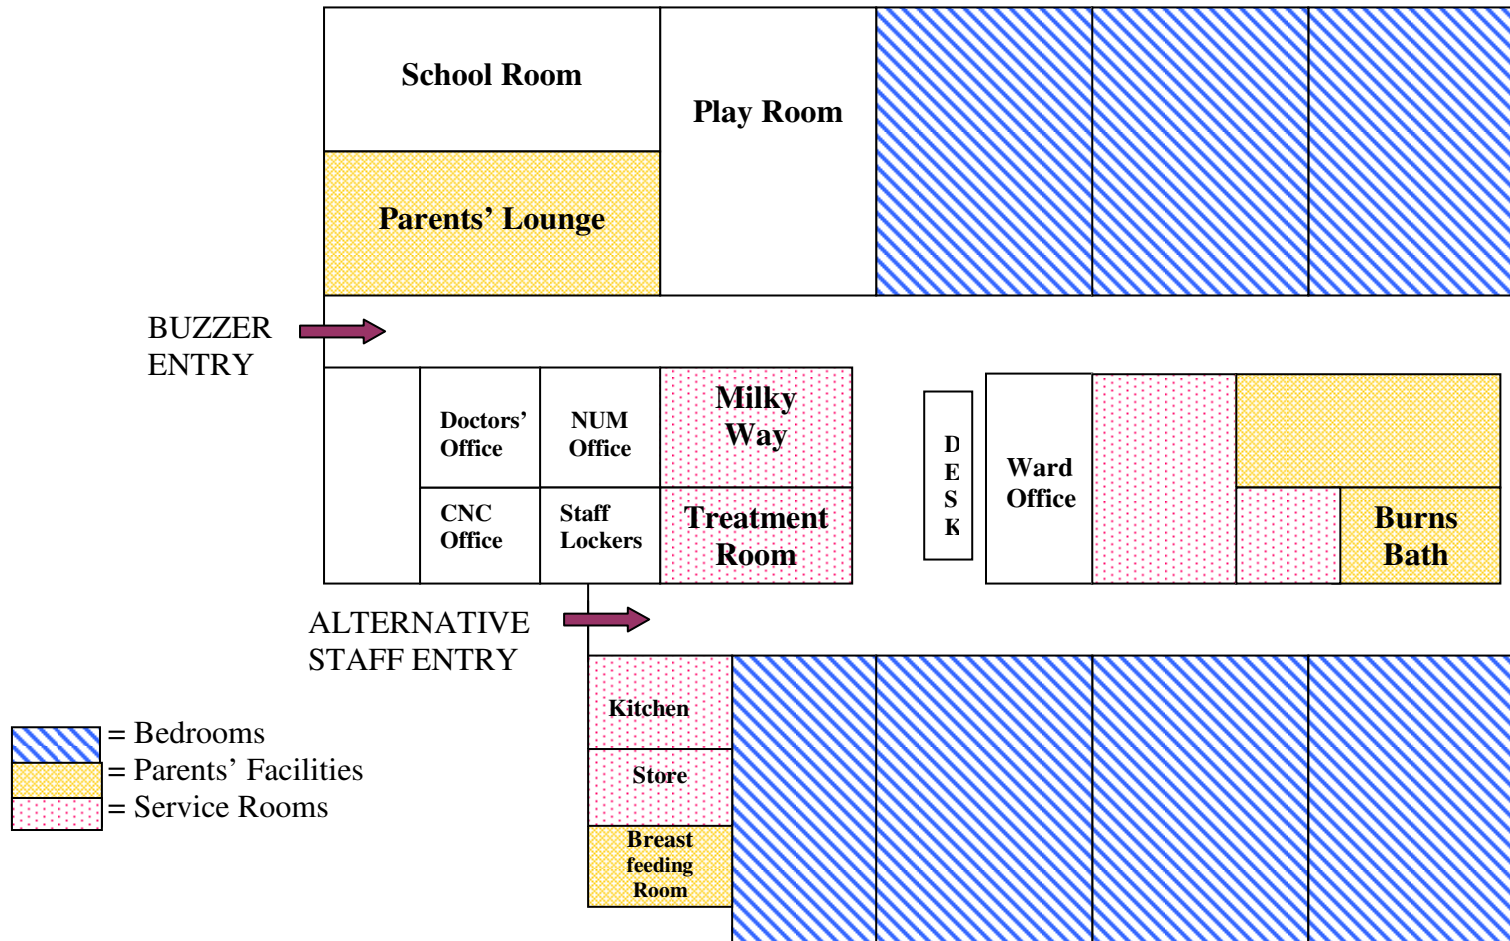 School Room
Play Room
Parents’ Lounge
BUZZER
ENTRY
Doctors’
Office
NUM
Office
Milky
Way
CNC
Office
Staff
Lockers
Treatment
Room
D
E
S
K
Ward
Office
Burns
Bath
ALTERNATIVE
STAFF ENTRY
Kitchen
Store
Breast
feeding
Room
= Bedrooms
= Parents’ Facilities
= Service Rooms